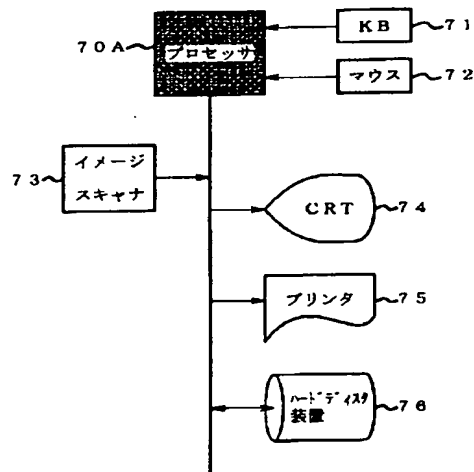 70A
プロセッサ
KB
71
マウス
72
73
イメージ
スキャナ
CRT
74
プリンタ
75
ハードディスク
装置
76